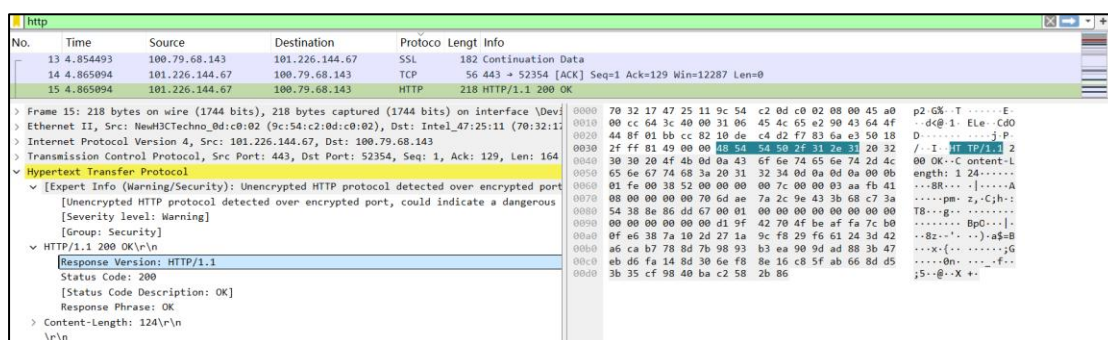 http
No. Time Source Destination Protoco Lengt Info
13 4.854493 100.79.68.143 101.226.144.67 SSL 182 Continuation Data
14 4.865094 101.226.144.67 100.79.68.143 TCP 56 443 → 52354 [ACK] Seq=1 Ack=129 Win=12287 Len=0
15 4.865094 101.226.144.67 100.79.68.143 HTTP 218 HTTP/1.1 200 OK
> Frame 15: 218 bytes on wire (1744 bits), 218 bytes captured (1744 bits) on interface \Devi
> Ethernet II, Src: NewH3CTechno_0d:c0:02 (9c:54:c2:0d:c0:02), Dst: Intel_47:25:11 (70:32:17
> Internet Protocol Version 4, Src: 101.226.144.67, Dst: 100.79.68.143
> Transmission Control Protocol, Src Port: 443, Dst Port: 52354, Seq: 1, Ack: 129, Len: 164
Hypertext Transfer Protocol
[Expert Info (Warning/Security): Unencrypted HTTP protocol detected over encrypted port
[Unencrypted HTTP protocol detected over encrypted port, could indicate a dangerous
[Severity level: Warning]
[Group: Security]
HTTP/1.1 200 OK\r\n
Response Version: HTTP/1.1
Status Code: 200
[Status Code Description: OK]
Response Phrase: OK
> Content-Length: 124\r\n
\r\n
0000 70 32 17 47 25 11 9c 54 c2 0d c0 02 08 00 45 a0 p2·G%··T ······E·
0010 00 cc 64 3c 40 00 31 06 45 4c 65 e2 90 43 64 4f ··d<@·1· ELe··CdO
0020 44 8f 01 bb cc 82 10 de c4 d2 f7 83 6a e3 50 18 D······· ····j·P·
0030 2f ff 81 49 00 00 48 54 54 50 2f 31 2e 31 20 32 /··I··HT TP/1.1 2
0040 30 30 20 4f 4b 0d 0a 43 6f 6e 74 65 6e 74 2d 4c 00 OK··C ontent-L
0050 65 6e 67 74 68 3a 20 31 32 34 0d 0a 0d 0a 00 0b ength: 1 24······
0060 01 fe 00 38 52 00 00 00 00 7c 00 00 03 aa fb 41 ···8R··· ·|·····A
0070 08 00 00 00 00 70 6d ae 7a 2c 9e 43 3b 68 c7 3a ·····pm· z,·C;h·:
0080 54 38 8e 86 dd 67 00 01 00 00 00 00 00 00 00 00 T8···g·· ········
0090 00 00 00 00 00 00 d1 9f 42 70 4f be af fa 7c b0 ········ BpO···|·
00a0 0f e6 38 7a 10 2d 27 1a 9c f8 29 f6 61 24 3d 42 ··8z·-'· ··)·a$=B
00b0 a6 ca b7 78 8d 7b 98 93 b3 ea 90 9d ad 88 3b 47 ···x·{·· ······;G
00c0 eb d6 fa 14 8d 30 6e f8 8e 16 c8 5f ab 66 8d d5 ·····0n· ···_·f··
00d0 3b 35 cf 98 40 ba c2 58 2b 86 ;5··@··X +·